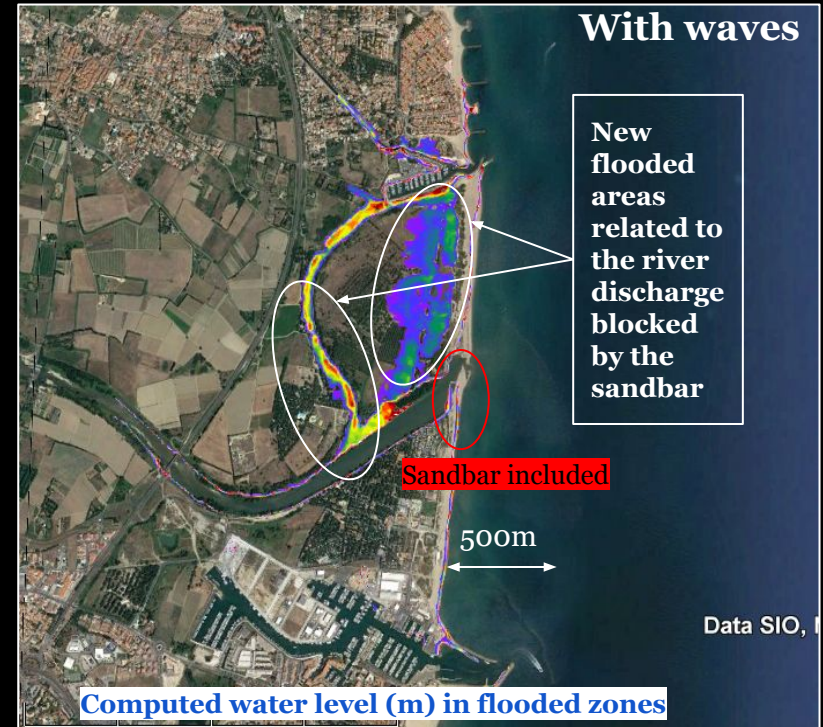 With waves
New
flooded
areas
related to
the river
discharge
blocked
by the
sandbar
Sandbar included
500m
Data SIO,
Computed water level (m) in flooded zones